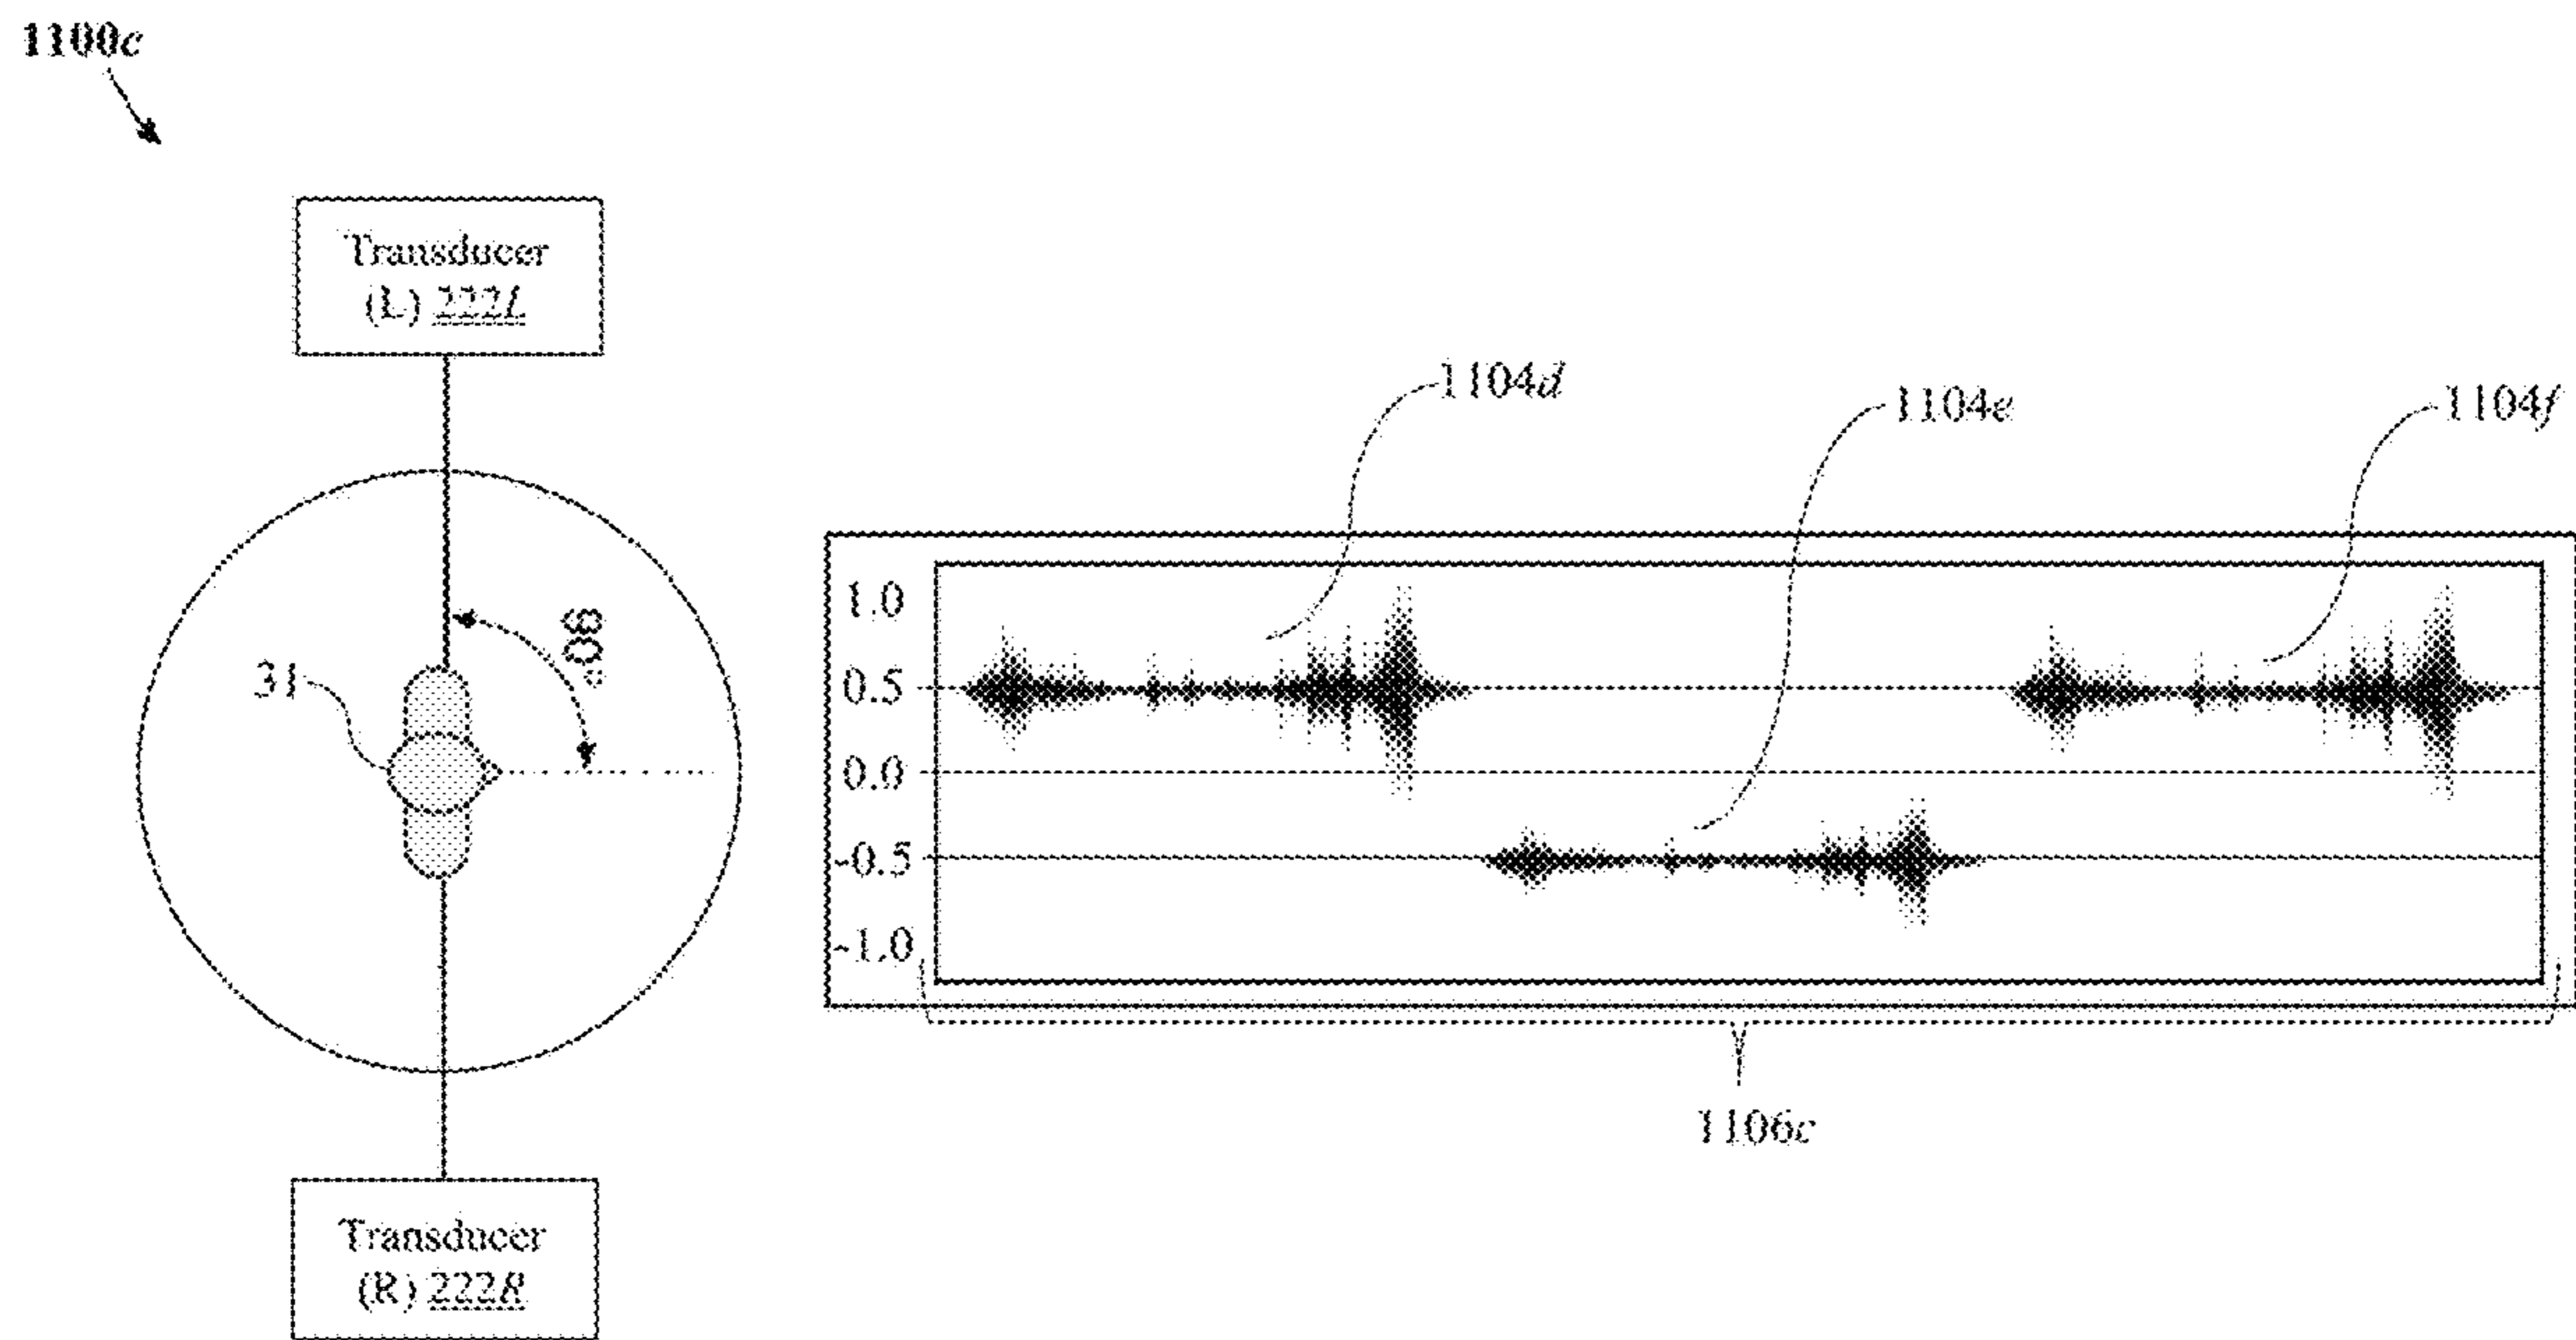 1100c
Transducer
(L) 222L
1104d
1104e
1104f
90°
31
1.0
0.5
0.0
-0.5
-1.0
1106c
Transducer
(R) 222R